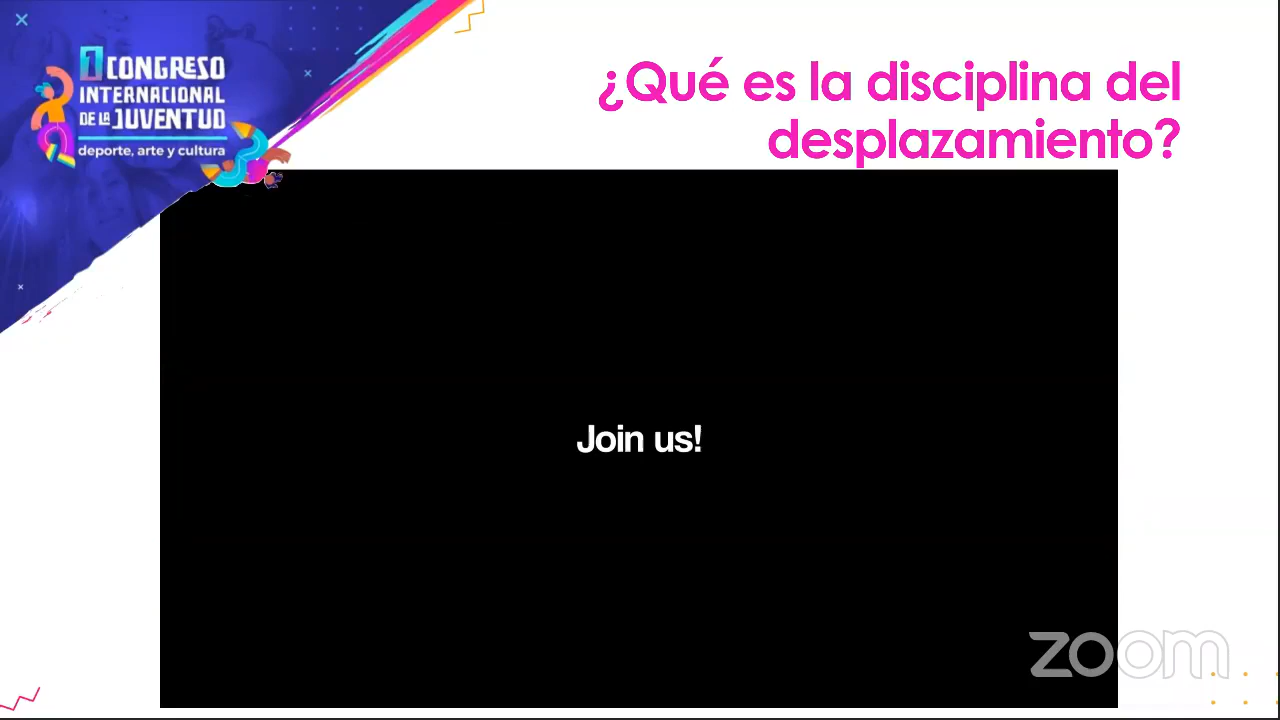 1 CONGRESO
INTERNACIONAL
DE LA JUVENTUD
deporte, arte y cultura
¿Qué es la disciplina del
desplazamiento?
Join us!
zoom